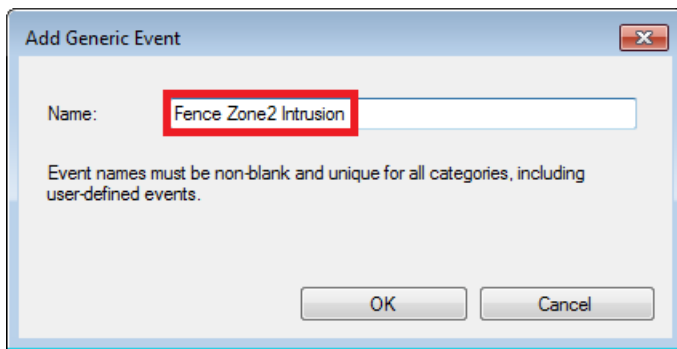 Add Generic Event
Name: Fence Zone2 Intrusion
Event names must be non-blank and unique for all categories, including
user-defined events.
OK Cancel